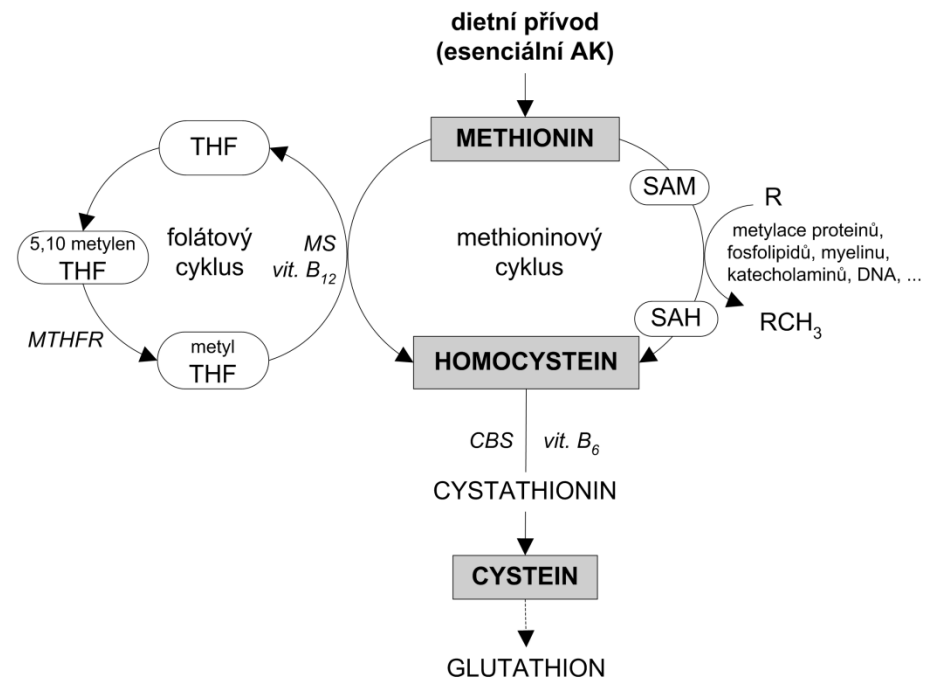 dietní přívod
(esenciální AK)
METHIONIN
THF
SAM
R
5,10 metylen
THF
folátový
cyklus
MS
vit. B12
methioninový
cyklus
metylace proteinů,
fosfolipidů, myelinu,
katecholaminů, DNA, ...
MTHFR
SAH
RCH3
metyl
THF
HOMOCYSTEIN
CBS vit. B6
CYSTATHIONIN
CYSTEIN
GLUTATHION